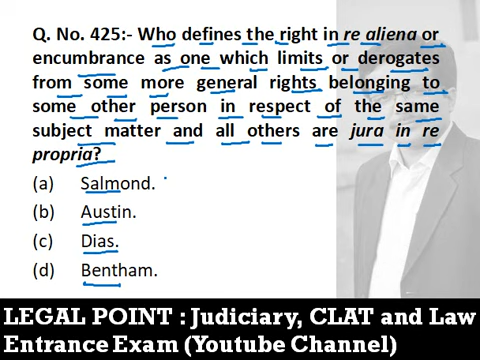 Q. No. 425:- Who defines the right in re aliena or
encumbrance as one which limits or derogates
from some more general rights belonging to
some other person in respect of the same
subject matter and all others are jura in re
propria?
(a) Salmond.
(b) Austin.
(c) Dias.
(d) Bentham.
LEGAL POINT : Judiciary, CLAT and Law
Entrance Exam (Youtube Channel)